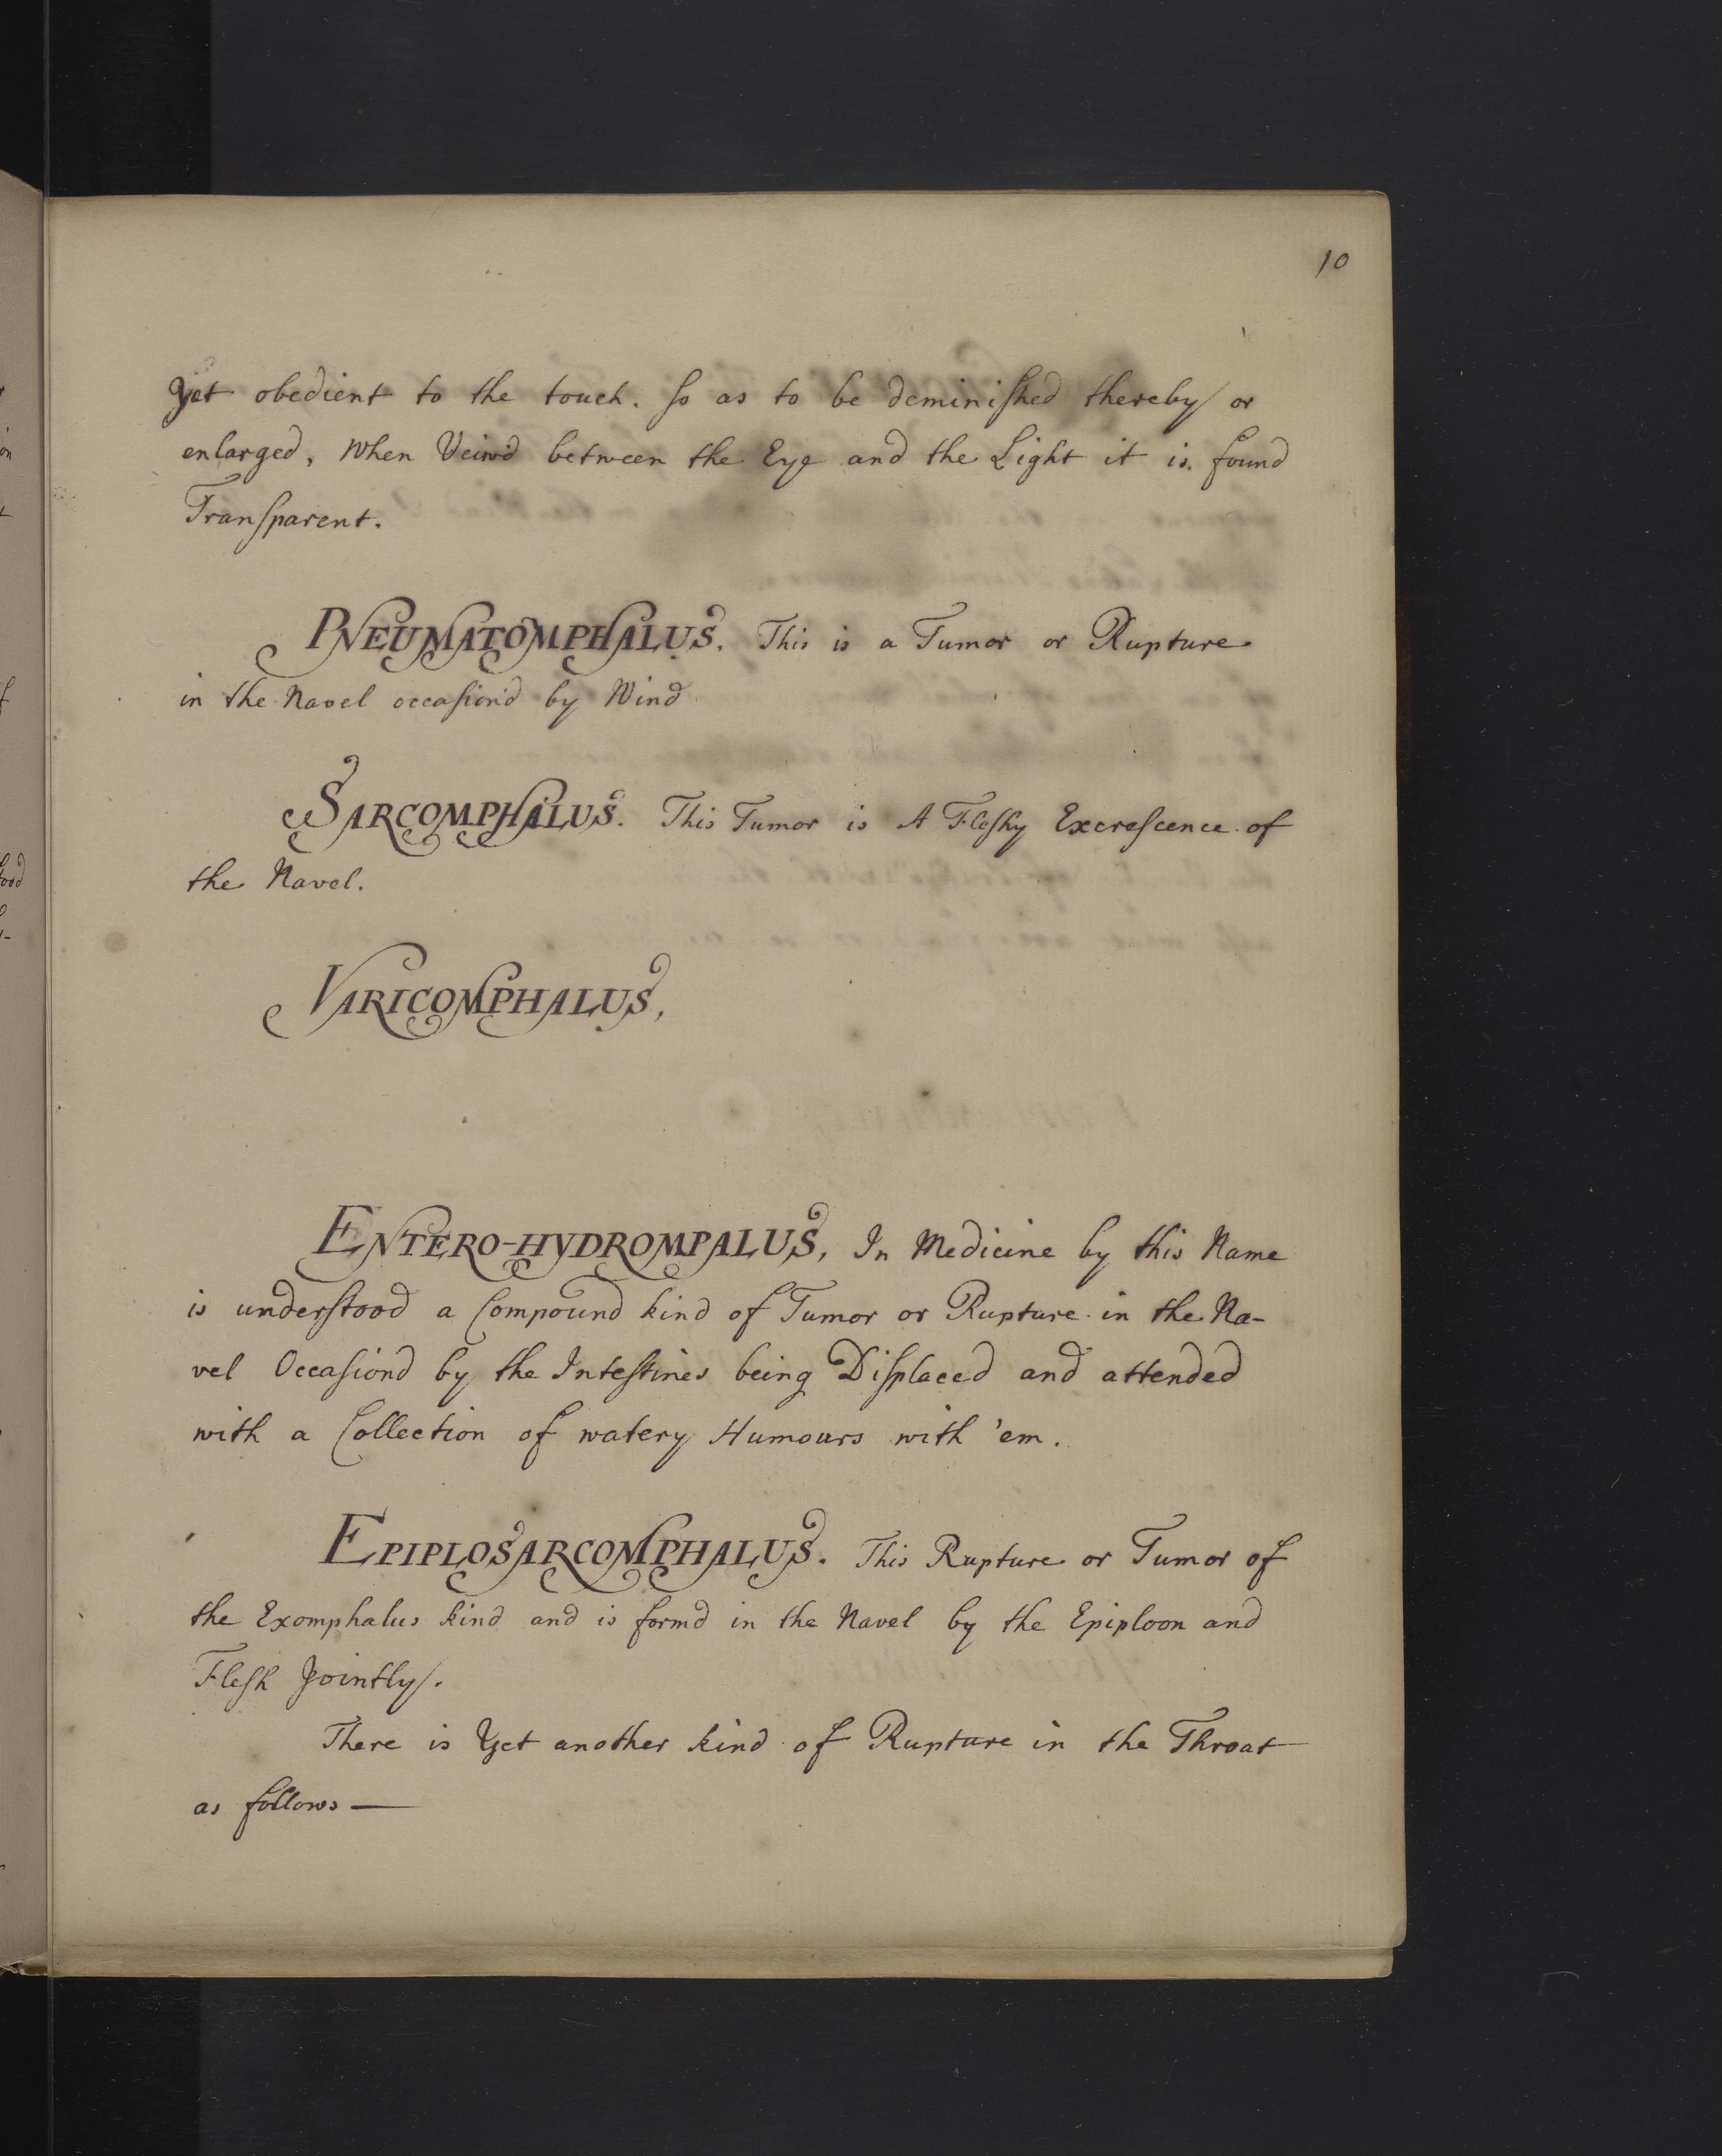 10
Yet obedient to the touch. ſo as to be deminiſhed thereby or
enlarged, When Veiw'd between the Eye and the Light it is found
Tranſparent.
PNEUMATOMPHALUS. This is a Tumor or Rupture
in the Navel occaſion'd by Wind
SARCOMPHALUS. This Tumor is A Fleſhy Excreſcence of
the Navel.
VARICOMPHALUS,
ENTERO-HYDROMPALUS, In Medicine by this Name
is underſtood a Compound kind of Tumor or Rupture in the Na-
vel Occaſiond by the Inteſtines being Diſplaced and attended
with a Collection of watery Humours with 'em.
EPIPLOSARCOMPHALUS. This Rupture or Tumor of
the Exomphalus kind and is form'd in the Navel by the Epiploon and
Fleſh Jointly.
There is Yet another kind of Rupture in the Throat
as follows—